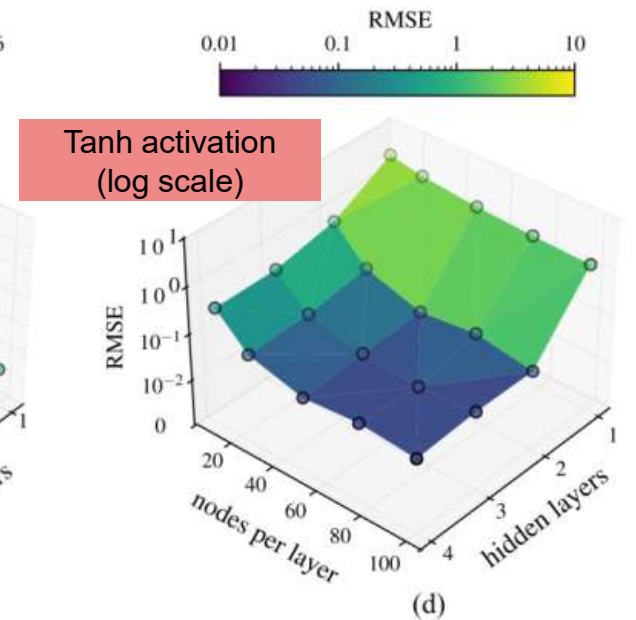 RMSE
0.01 0.1 1 10
Tanh activation
(log scale)
10¹
10⁰
10⁻¹
10⁻²
0
RMSE
20
40
60
80
100
nodes per layer
1
2
3
4
hidden layers
1
(d)